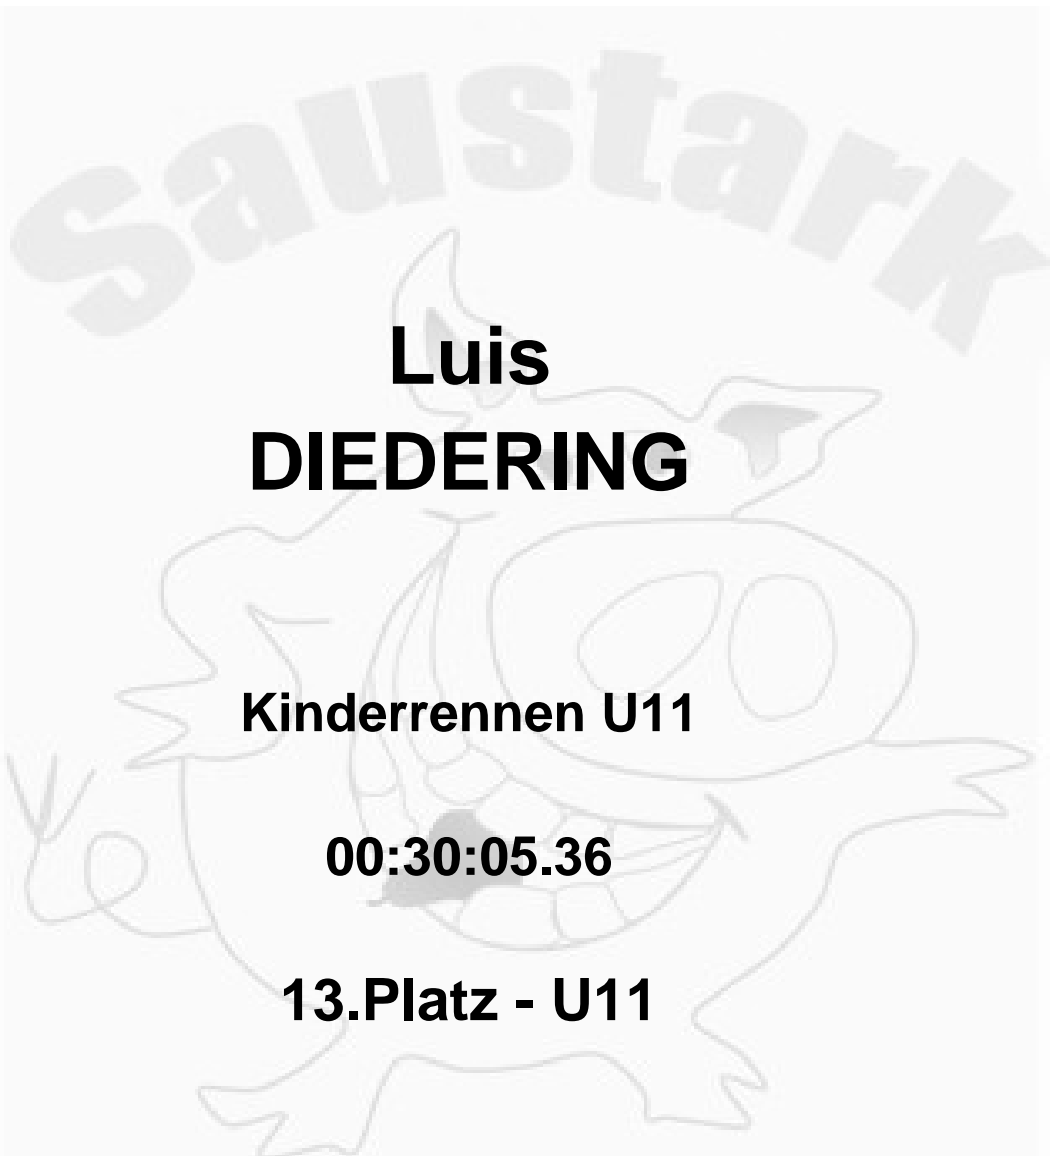 Saustark
Luis
DIEDERING
Kinderrennen U11
00:30:05.36
13.Platz - U11